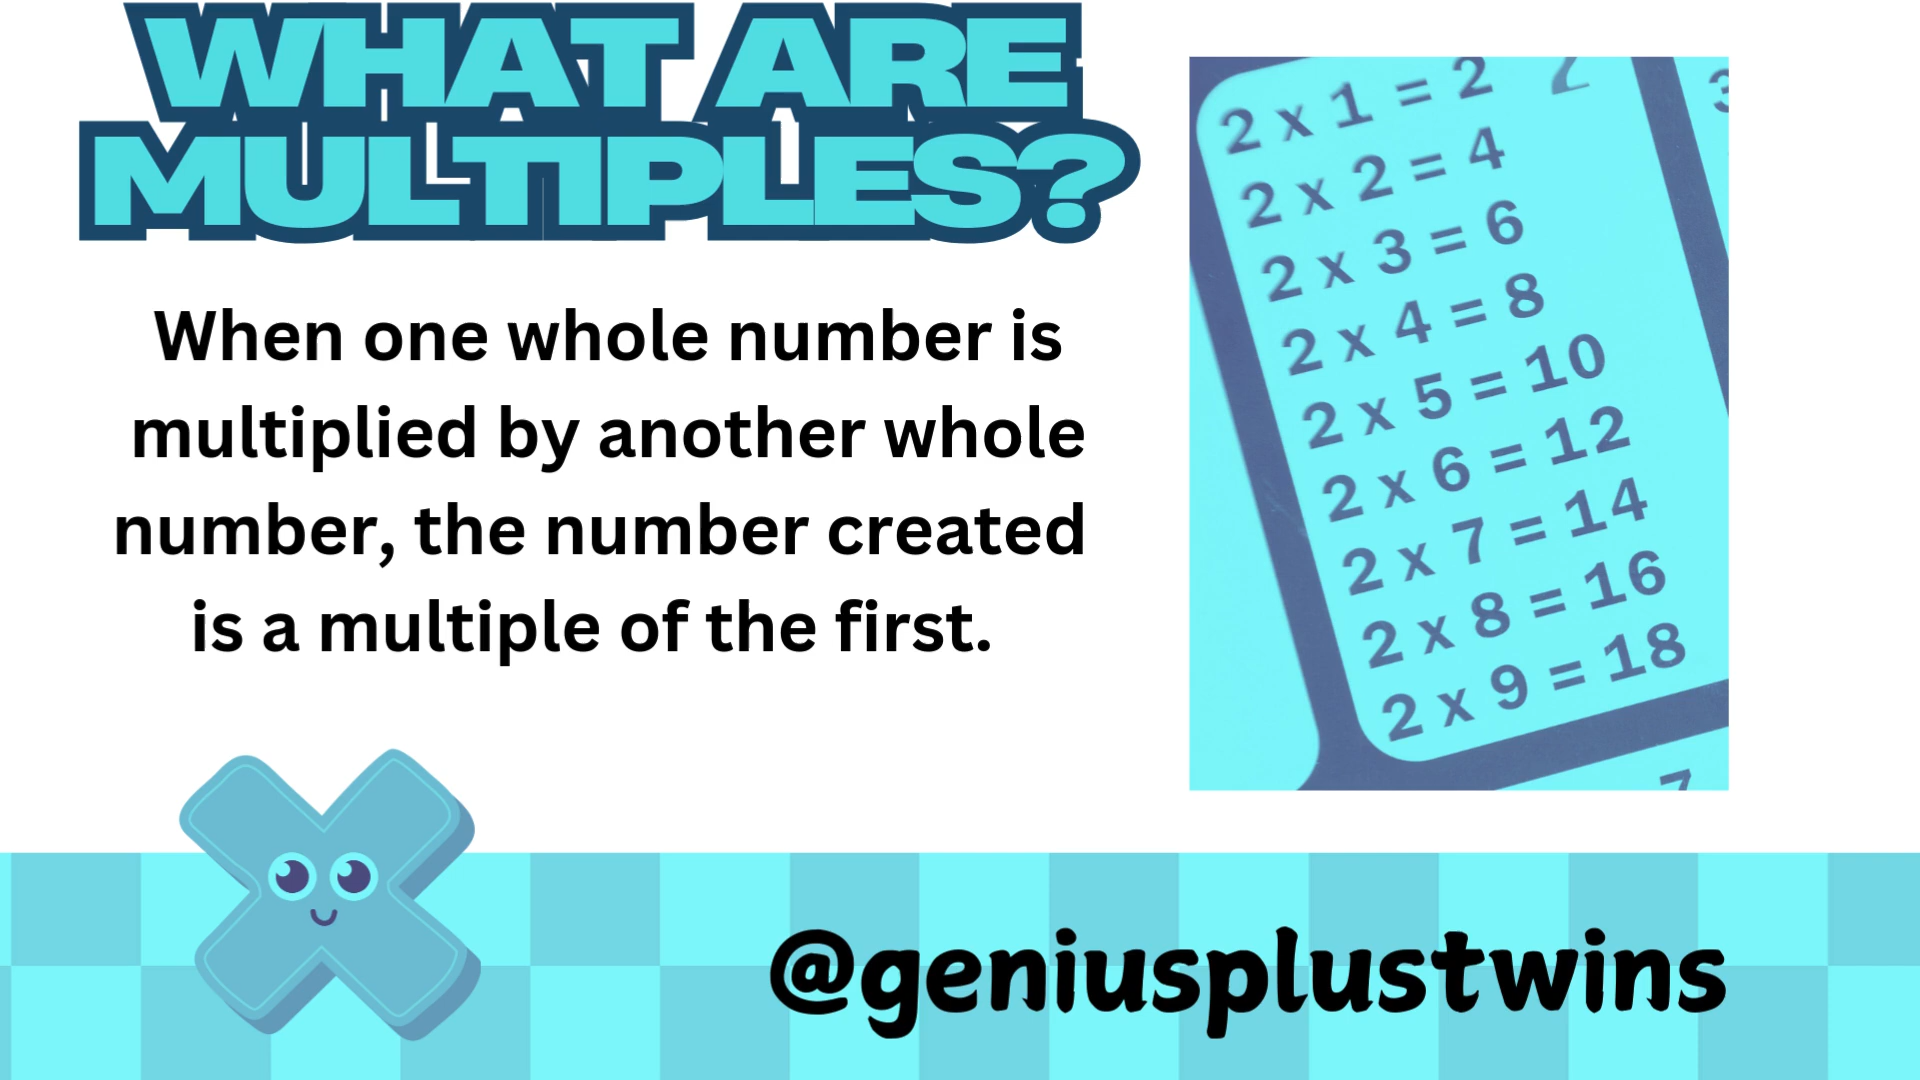 WHAT ARE
MULTIPLES?
When one whole number is
multiplied by another whole
number, the number created
is a multiple of the first.
2 x 1 = 2
2 x 2 = 4
2 x 3 = 6
2 x 4 = 8
2 x 5 = 10
2 x 6 = 12
2 x 7 = 14
2 x 8 = 16
2 x 9 = 18
@geniusplustwins